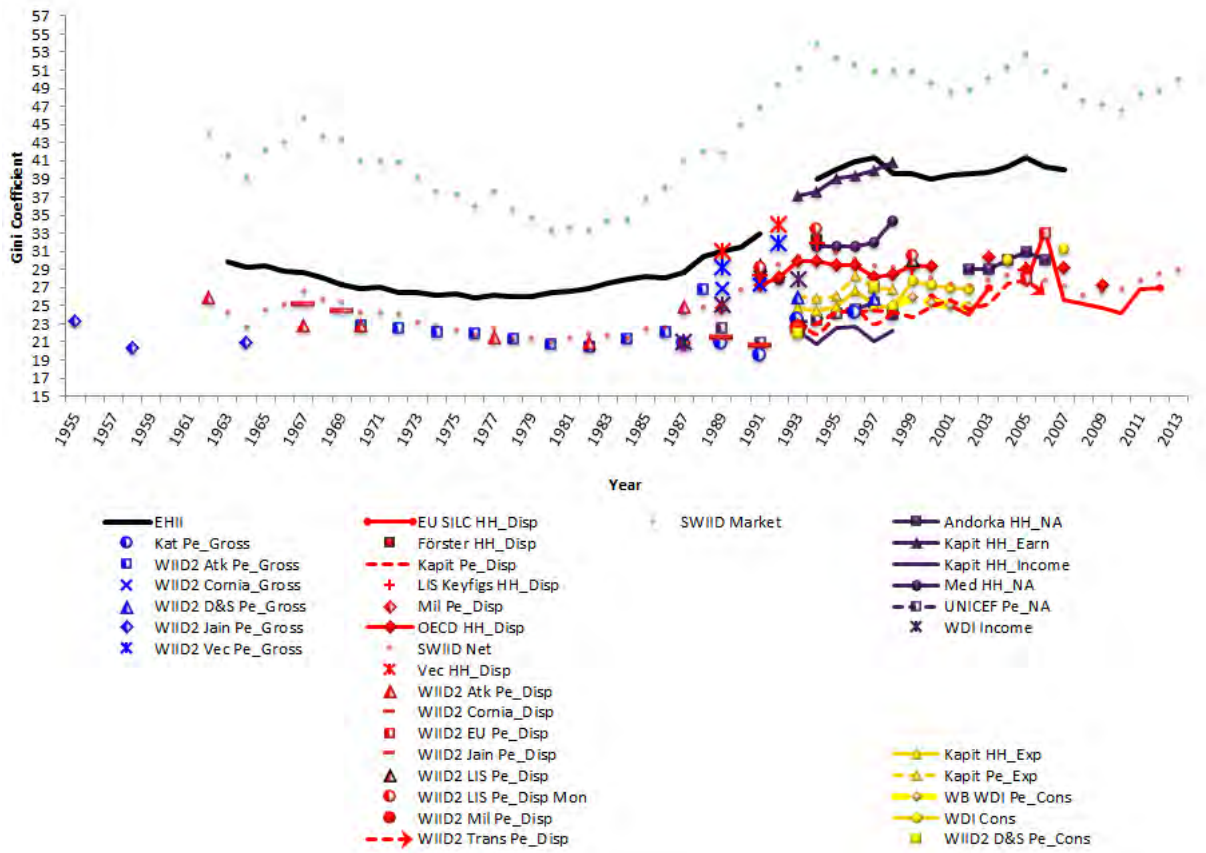 57
55
53
51
49
47
45
43
41
39
37
35
33
31
29
27
25
23
21
19
17
15
Gini Coefficient
1955
1957
1959
1961
1963
1965
1967
1969
1971
1973
1975
1977
1979
1981
1983
1985
1987
1989
1991
1993
1995
1997
1999
2001
2003
2005
2007
2009
2011
2013
Year
EHII
Kat Pe_Gross
WIID2 Atk Pe_Gross
WIID2 Cornia_Gross
WIID2 D&S Pe_Gross
WIID2 Jain Pe_Gross
WIID2 Vec Pe_Gross
EU SILC HH_Disp
Förster HH_Disp
Kapit Pe_Disp
LIS Keyfigs HH_Disp
Mil Pe_Disp
OECD HH_Disp
SWIID Net
Vec HH_Disp
WIID2 Atk Pe_Disp
WIID2 Cornia_Disp
WIID2 EU Pe_Disp
WIID2 Jain Pe_Disp
WIID2 LIS Pe_Disp
WIID2 LIS Pe_Disp Mon
WIID2 Mil Pe_Disp
WIID2 Trans Pe_Disp
SWIID Market
Andorka HH_NA
Kapit HH_Earn
Kapit HH_Income
Med HH_NA
UNICEF Pe_NA
WDI Income
Kapit HH_Exp
Kapit Pe_Exp
WB WDI Pe_Cons
WDI Cons
WIID2 D&S Pe_Cons